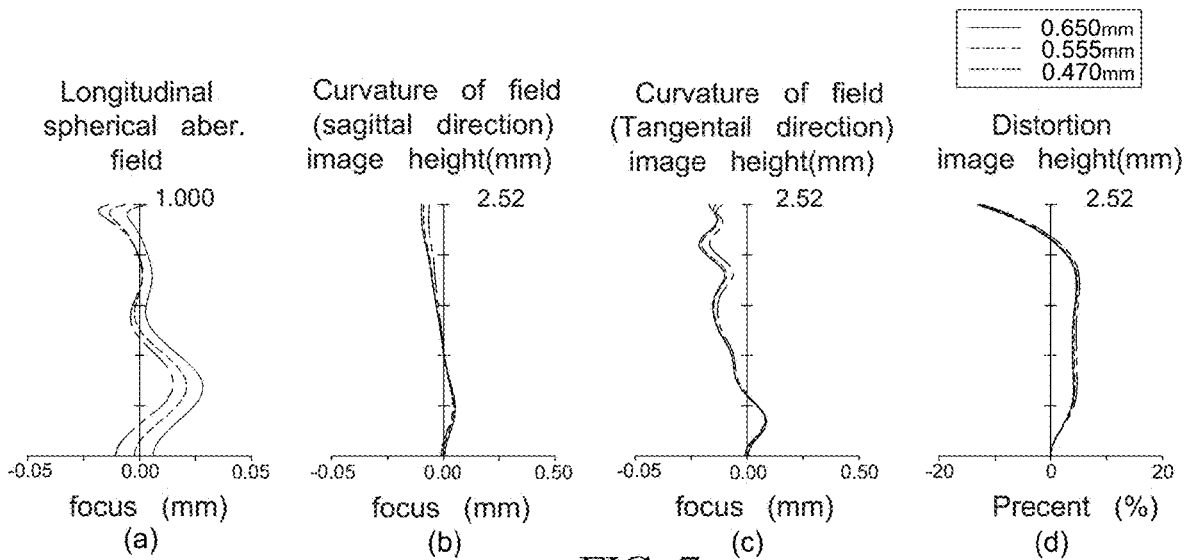 0.650mm
0.555mm
0.470mm
Longitudinal
spherical aber.
field
1.000
-0.05
0.00
0.05
focus (mm)
(a)
Curvature of field
(sagittal direction)
image height(mm)
2.52
-0.05
0.00
0.50
focus (mm)
(b)
Curvature of field
(Tangentail direction)
image height(mm)
2.52
-0.05
0.00
0.50
focus (mm)
(c)
Distortion
image height(mm)
2.52
-20
0
20
Precent (%)
(d)
FIG. 7